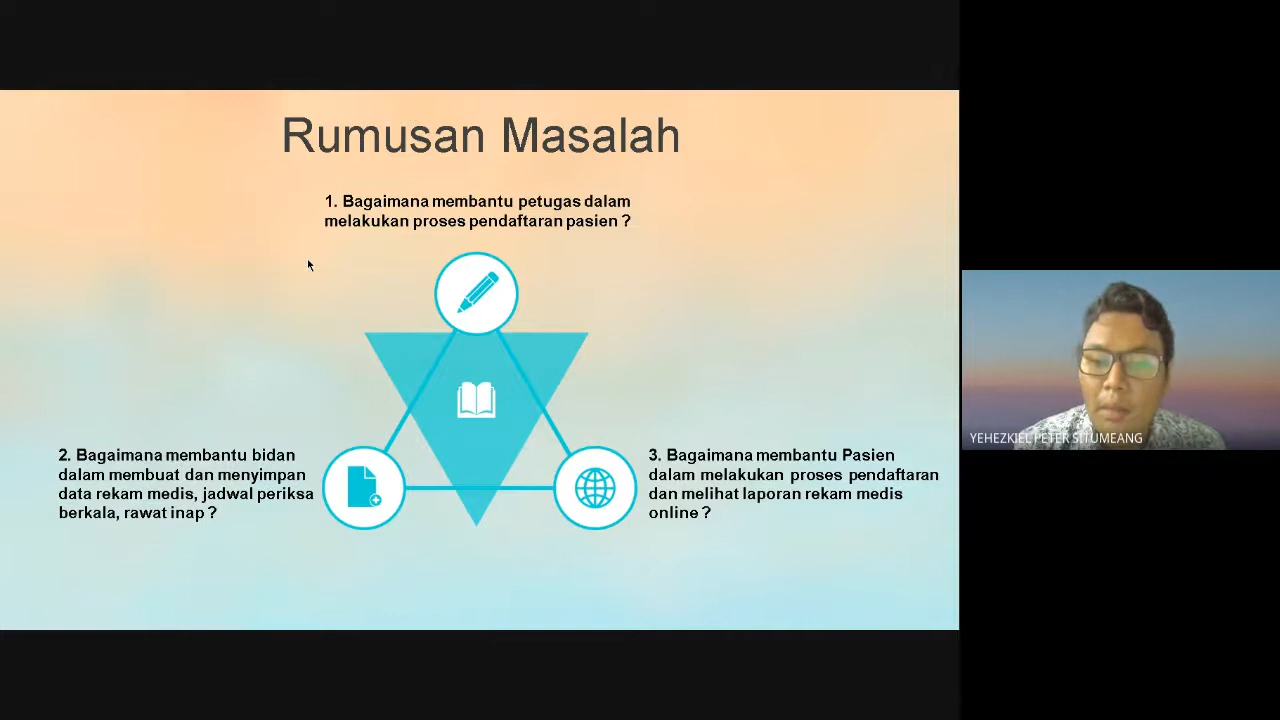 Rumusan Masalah
1. Bagaimana membantu petugas dalam
melakukan proses pendaftaran pasien ?
2. Bagaimana membantu bidan
dalam membuat dan menyimpan
data rekam medis, jadwal periksa
berkala, rawat inap ?
3. Bagaimana membantu Pasien
dalam melakukan proses pendaftaran
dan melihat laporan rekam medis
online ?
YEHEZKIEL PETER SITUMEANG